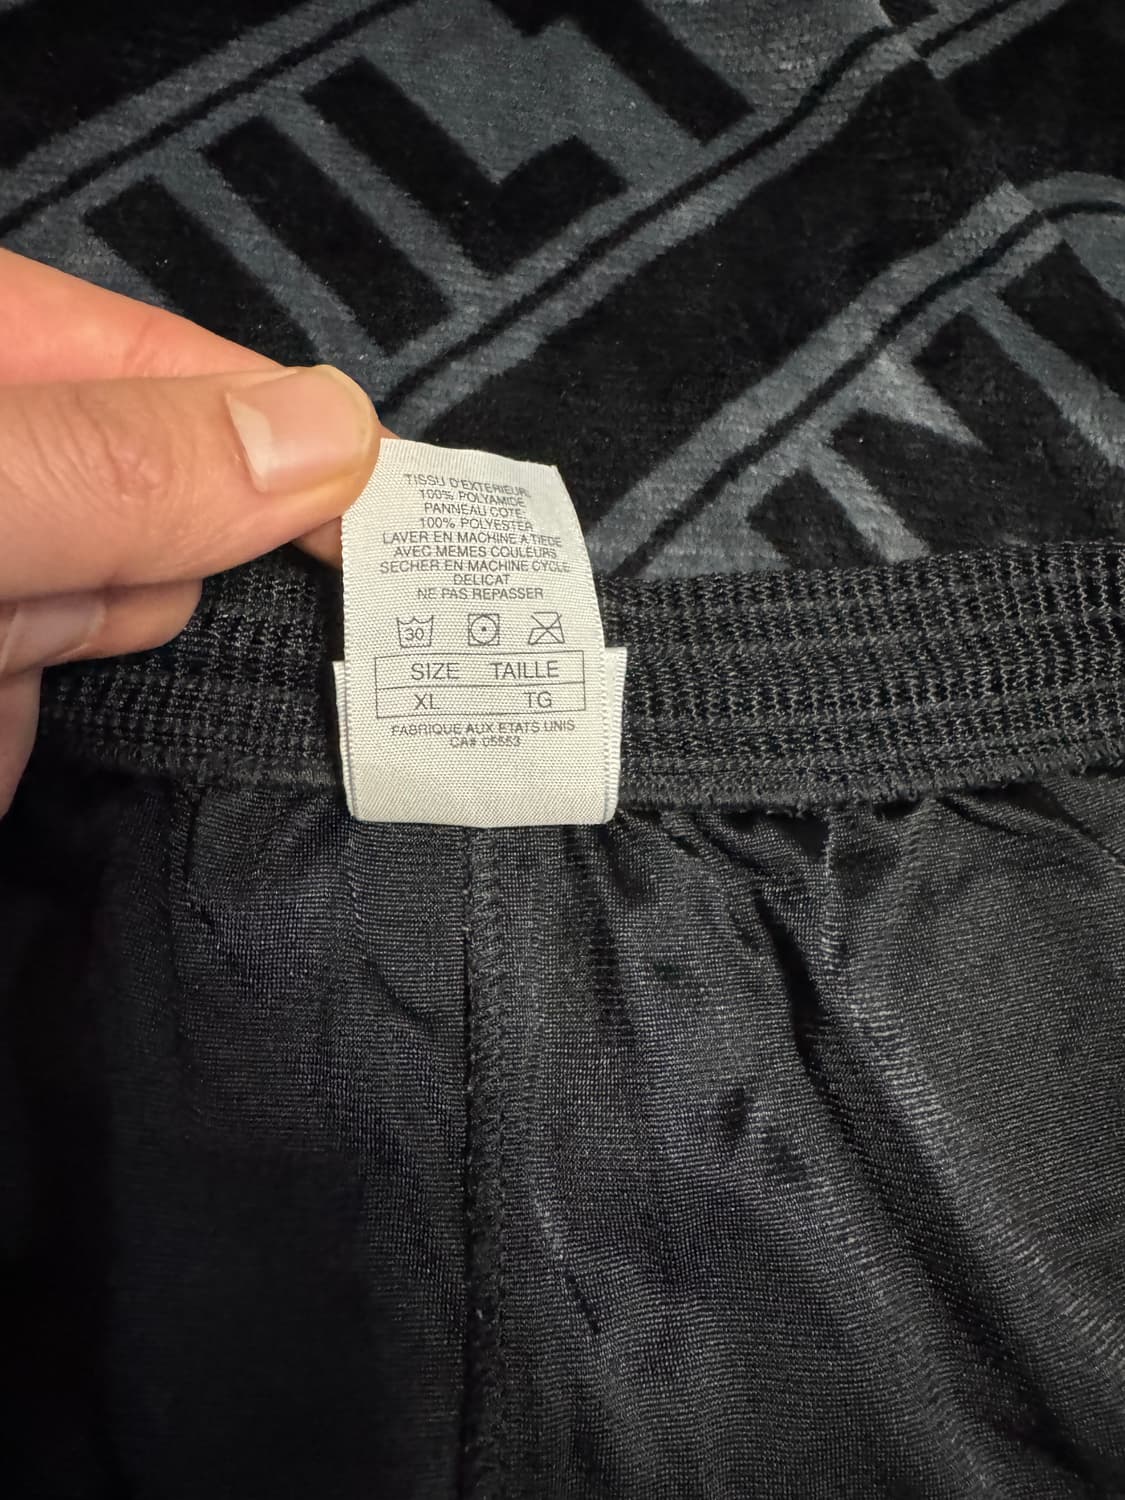 TISSU D'EXTERIEUR
100% POLYAMIDE
PANNEAU COTE:
100% POLYESTER
LAVER EN MACHINE A TIEDE
AVEC MEMES COULEURS
SECHER EN MACHINE CYCLE
DELICAT
NE PAS REPASSER
30
SIZE TAILLE
XL TG
FABRIQUE AUX ETATS UNIS
CA# 05553